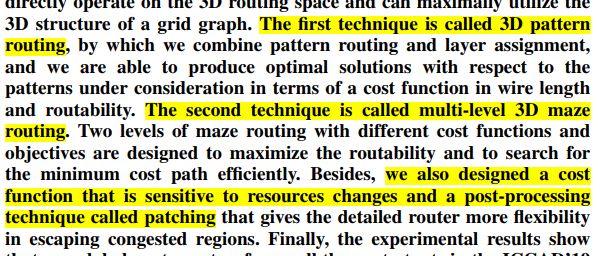 directly operate on the 3D routing space and can maximally utilize the
3D structure of a grid graph. The first technique is called 3D pattern
routing, by which we combine pattern routing and layer assignment,
and we are able to produce optimal solutions with respect to the
patterns under consideration in terms of a cost function in wire length
and routability. The second technique is called multi-level 3D maze
routing. Two levels of maze routing with different cost functions and
objectives are designed to maximize the routability and to search for
the minimum cost path efficiently. Besides, we also designed a cost
function that is sensitive to resources changes and a post-processing
technique called patching that gives the detailed router more flexibility
in escaping congested regions. Finally, the experimental results show